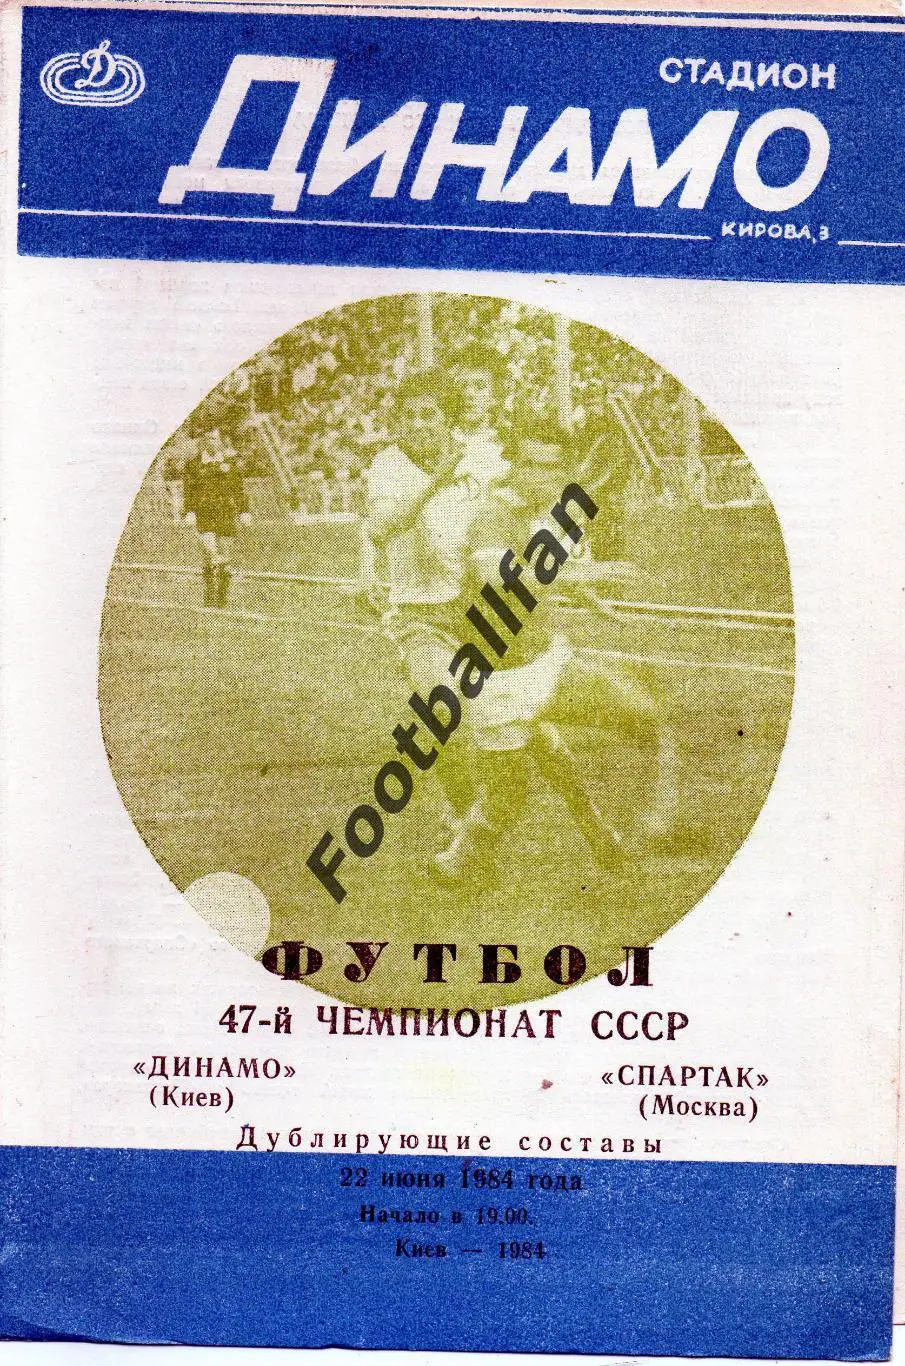 СТАДИОН
ДИНАМО
КИРОВА, 3
Footballfan
ФУТБОЛ
47-й ЧЕМПИОНАТ СССР
«ДИНАМО» «СПАРТАК»
(Киев) (Москва)
Дублирующие составы
22 июня 1984 года
Начало в 19.00.
Киев — 1984